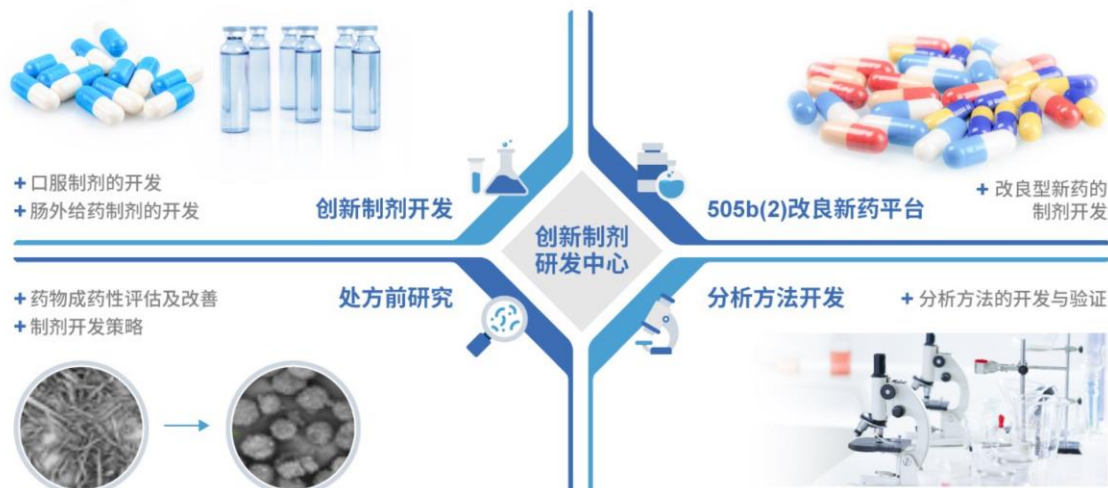 + 口服制剂的开发
+ 肠外给药制剂的开发
创新制剂开发
505b(2)改良新药平台
+ 改良型新药的
制剂开发
创新制剂
研发中心
+ 药物成药性评估及改善
+ 制剂开发策略
处方前研究
分析方法开发
+ 分析方法的开发与验证